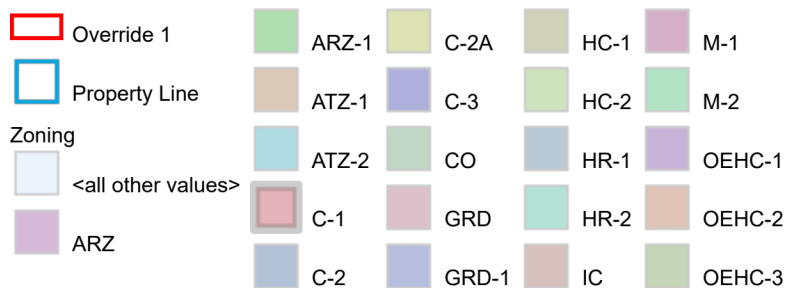 Override 1
Property Line
Zoning
<all other values>
ARZ
ARZ-1
ATZ-1
ATZ-2
C-1
C-2
C-2A
C-3
CO
GRD
GRD-1
HC-1
HC-2
HR-1
HR-2
IC
M-1
M-2
OEHC-1
OEHC-2
OEHC-3